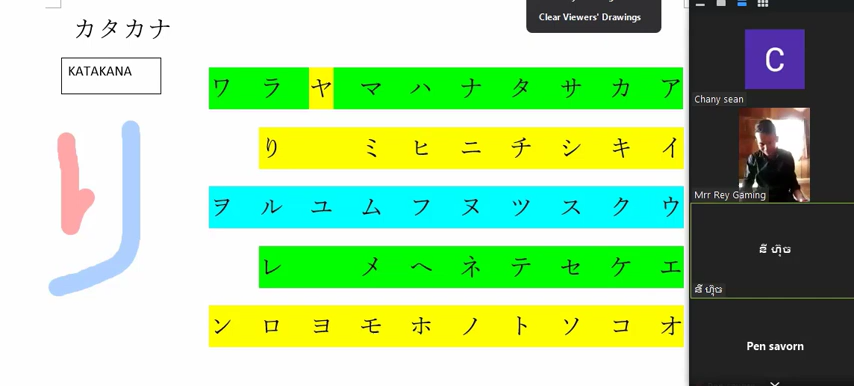 カタカナ
KATAKANA
り
ワ ラ ヤ マ ハ ナ タ サ カ ア
り ミ ヒ ニ チ シ キ イ
ヲ ル ユ ム フ ヌ ツ ス ク ウ
レ メ ヘ ネ テ セ ケ エ
ン ロ ヨ モ ホ ノ ト ソ コ オ
Clear Viewers' Drawings
C
Chany sean
Mrr Rey Gaming
នី ហ៊ុច
នី ហ៊ុច
Pen savorn